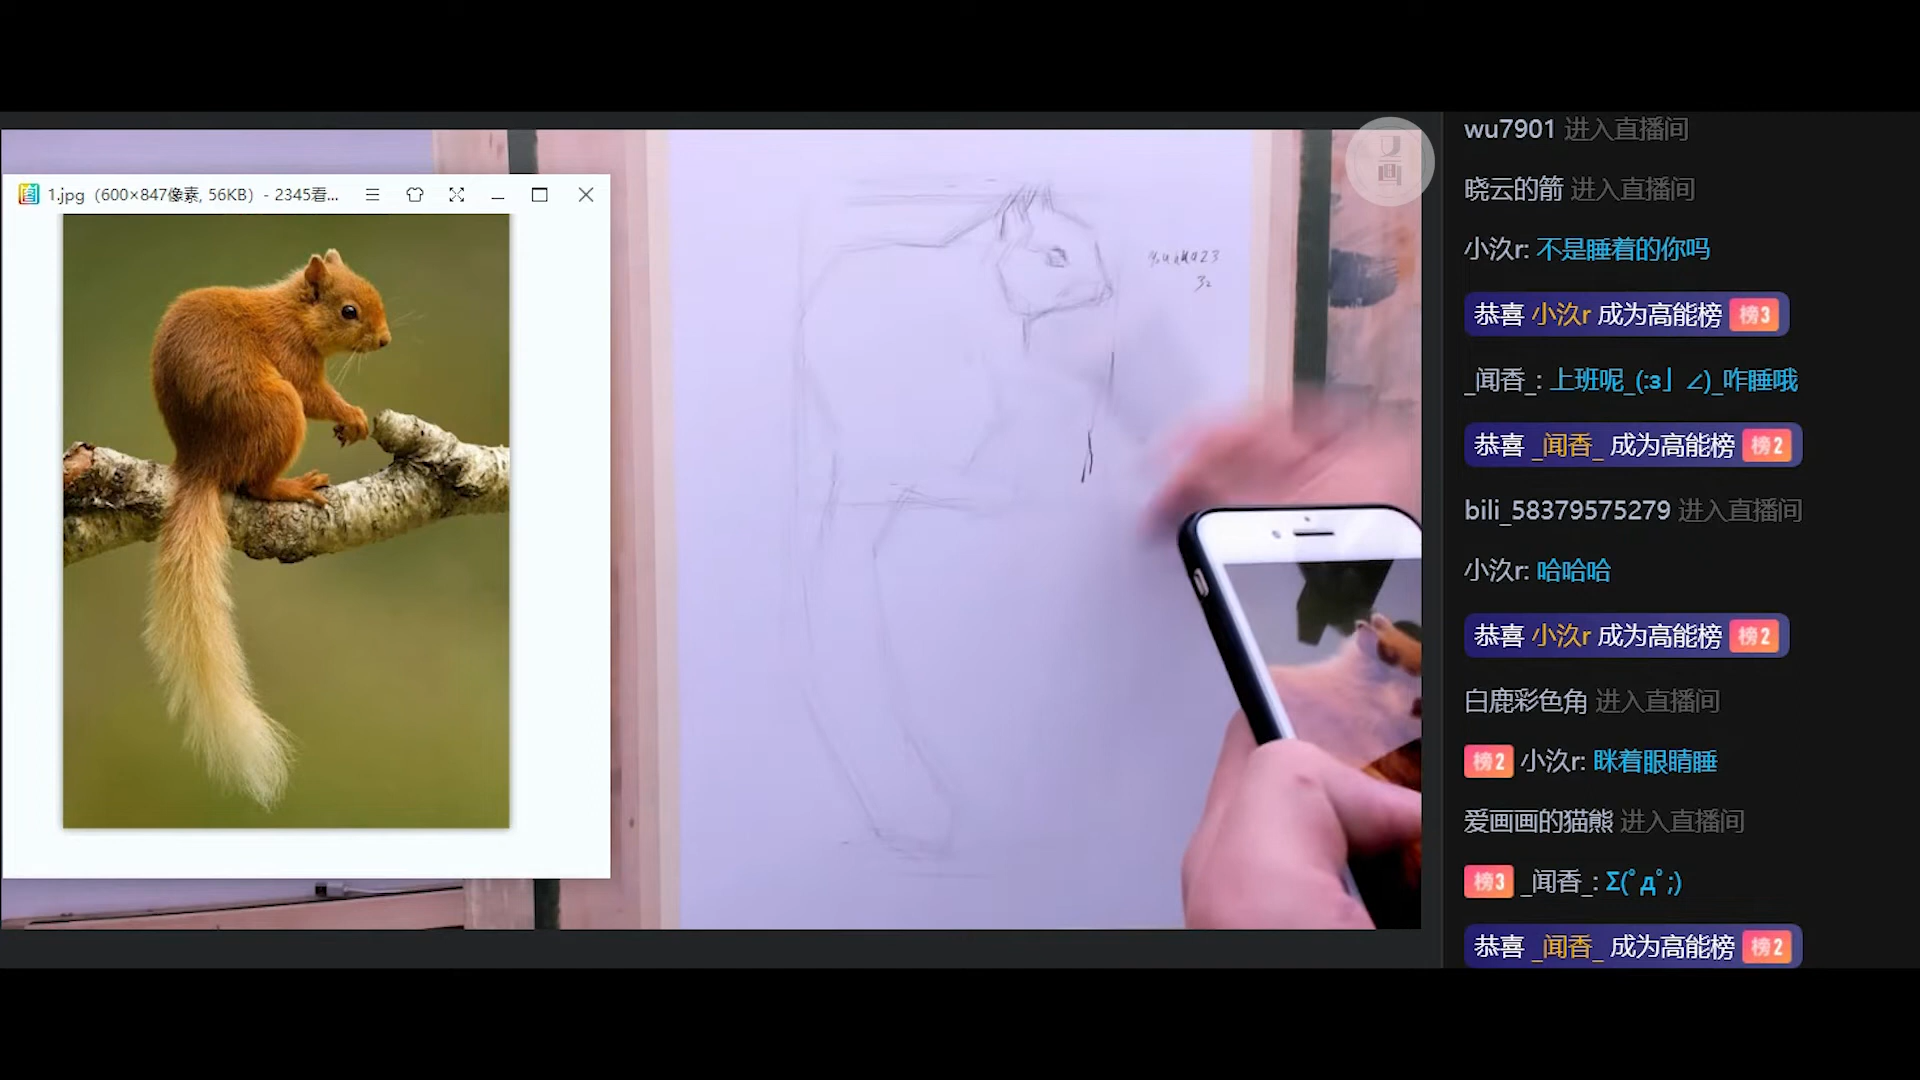 1.jpg（600×847像素, 56KB）- 2345看...
wu7901 进入直播间
晓云的箭 进入直播间
小汣r: 不是睡着的你吗
恭喜 小汣r 成为高能榜 榜3
_闻香_: 上班呢_(:з」∠)_咋睡哦
恭喜 _闻香_ 成为高能榜 榜2
bili_58379575279 进入直播间
小汣r: 哈哈哈
恭喜 小汣r 成为高能榜 榜2
白鹿彩色角 进入直播间
榜2 小汣r: 眯着眼睛睡
爱画画的猫熊 进入直播间
榜3 _闻香_: Σ(ﾟдﾟ;)
恭喜 _闻香_ 成为高能榜 榜2